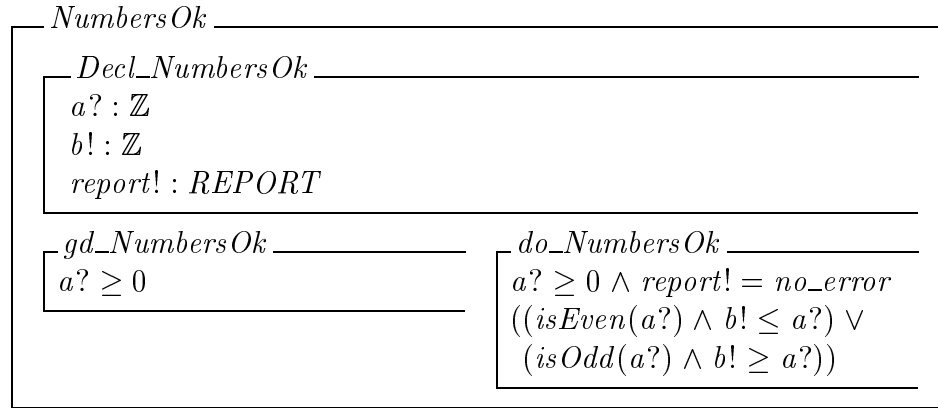 NumbersOk
Decl_NumbersOk
a? : ℤ
b! : ℤ
report! : REPORT
gd_NumbersOk
a? ≥ 0
do_NumbersOk
a? ≥ 0 ∧ report! = no_error
((isEven(a?) ∧ b! ≤ a?) ∨
(isOdd(a?) ∧ b! ≥ a?))